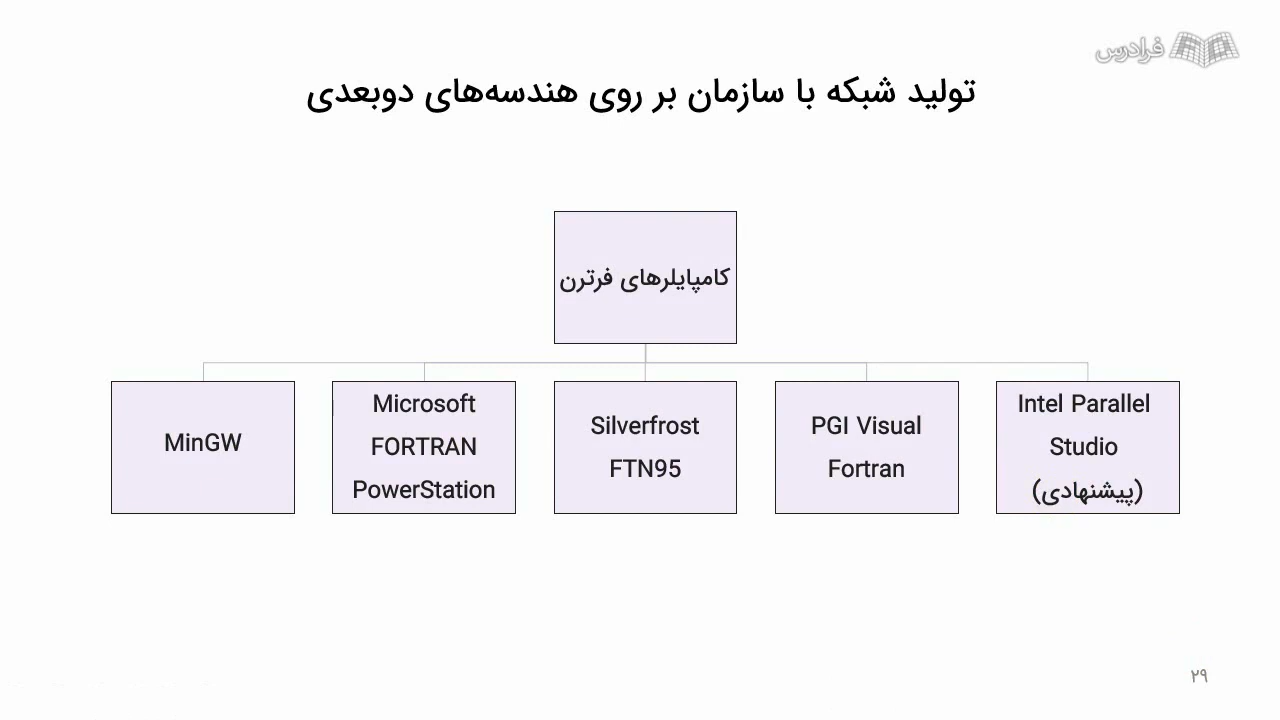 فرادرس
تولید شبکه با سازمان بر روی هندسه‌های دوبعدی
کامپایلرهای فرترن
Intel Parallel
Studio
(پیشنهادی)
PGI Visual
Fortran
Silverfrost
FTN95
Microsoft
FORTRAN
PowerStation
MinGW
۲۹